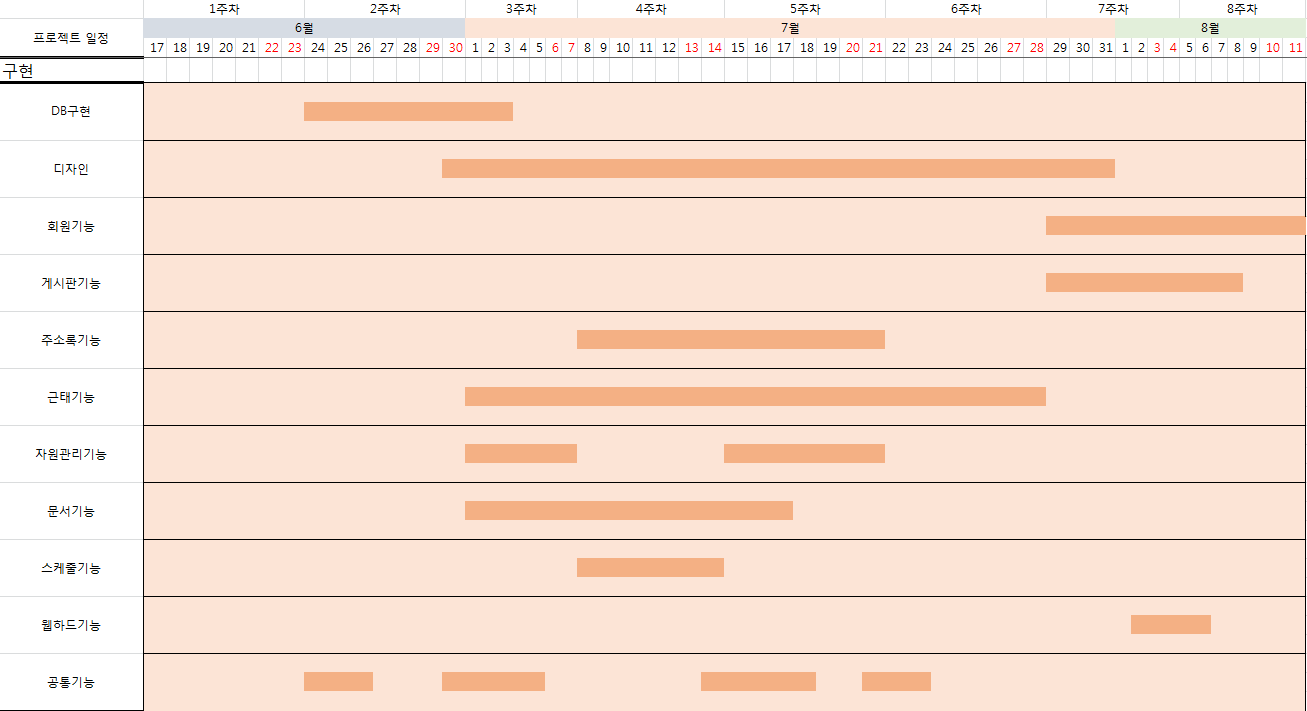 1주차 2주차 3주차 4주차 5주차 6주차 7주차 8주차
프로젝트 일정
6월 7월 8월
17 18 19 20 21 22 23 24 25 26 27 28 29 30 1 2 3 4 5 6 7 8 9 10 11 12 13 14 15 16 17 18 19 20 21 22 23 24 25 26 27 28 29 30 31 1 2 3 4 5 6 7 8 9 10 11
구현
DB구현
디자인
회원기능
게시판기능
주소록기능
근태기능
자원관리기능
문서기능
스케줄기능
웹하드기능
공통기능